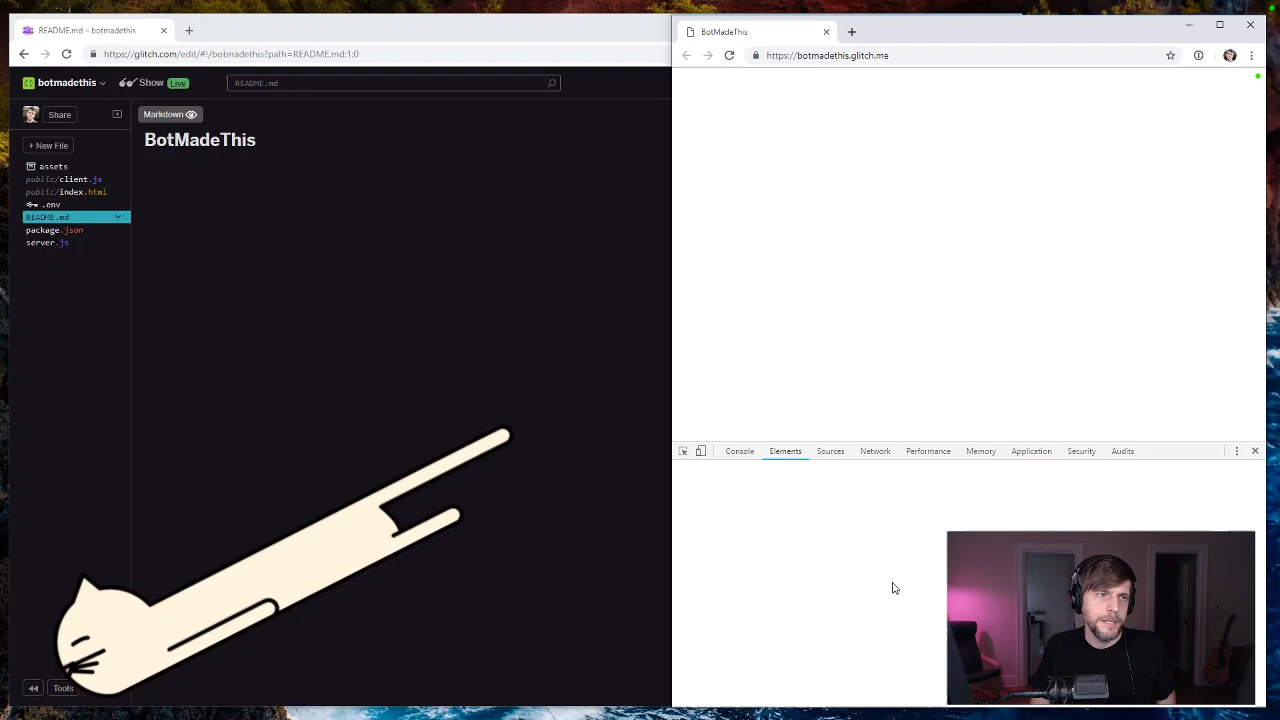 README.md – botmadethis
https://glitch.com/edit/#!/botmadethis?path=README.md:1:0
botmadethis
Show
Live
README.md
Share
Markdown
BotMadeThis
+ New File
assets
public/client.js
public/index.html
.env
README.md
package.json
server.js
Tools
BotMadeThis
https://botmadethis.glitch.me
Console Elements Sources Network Performance Memory Application Security Audits